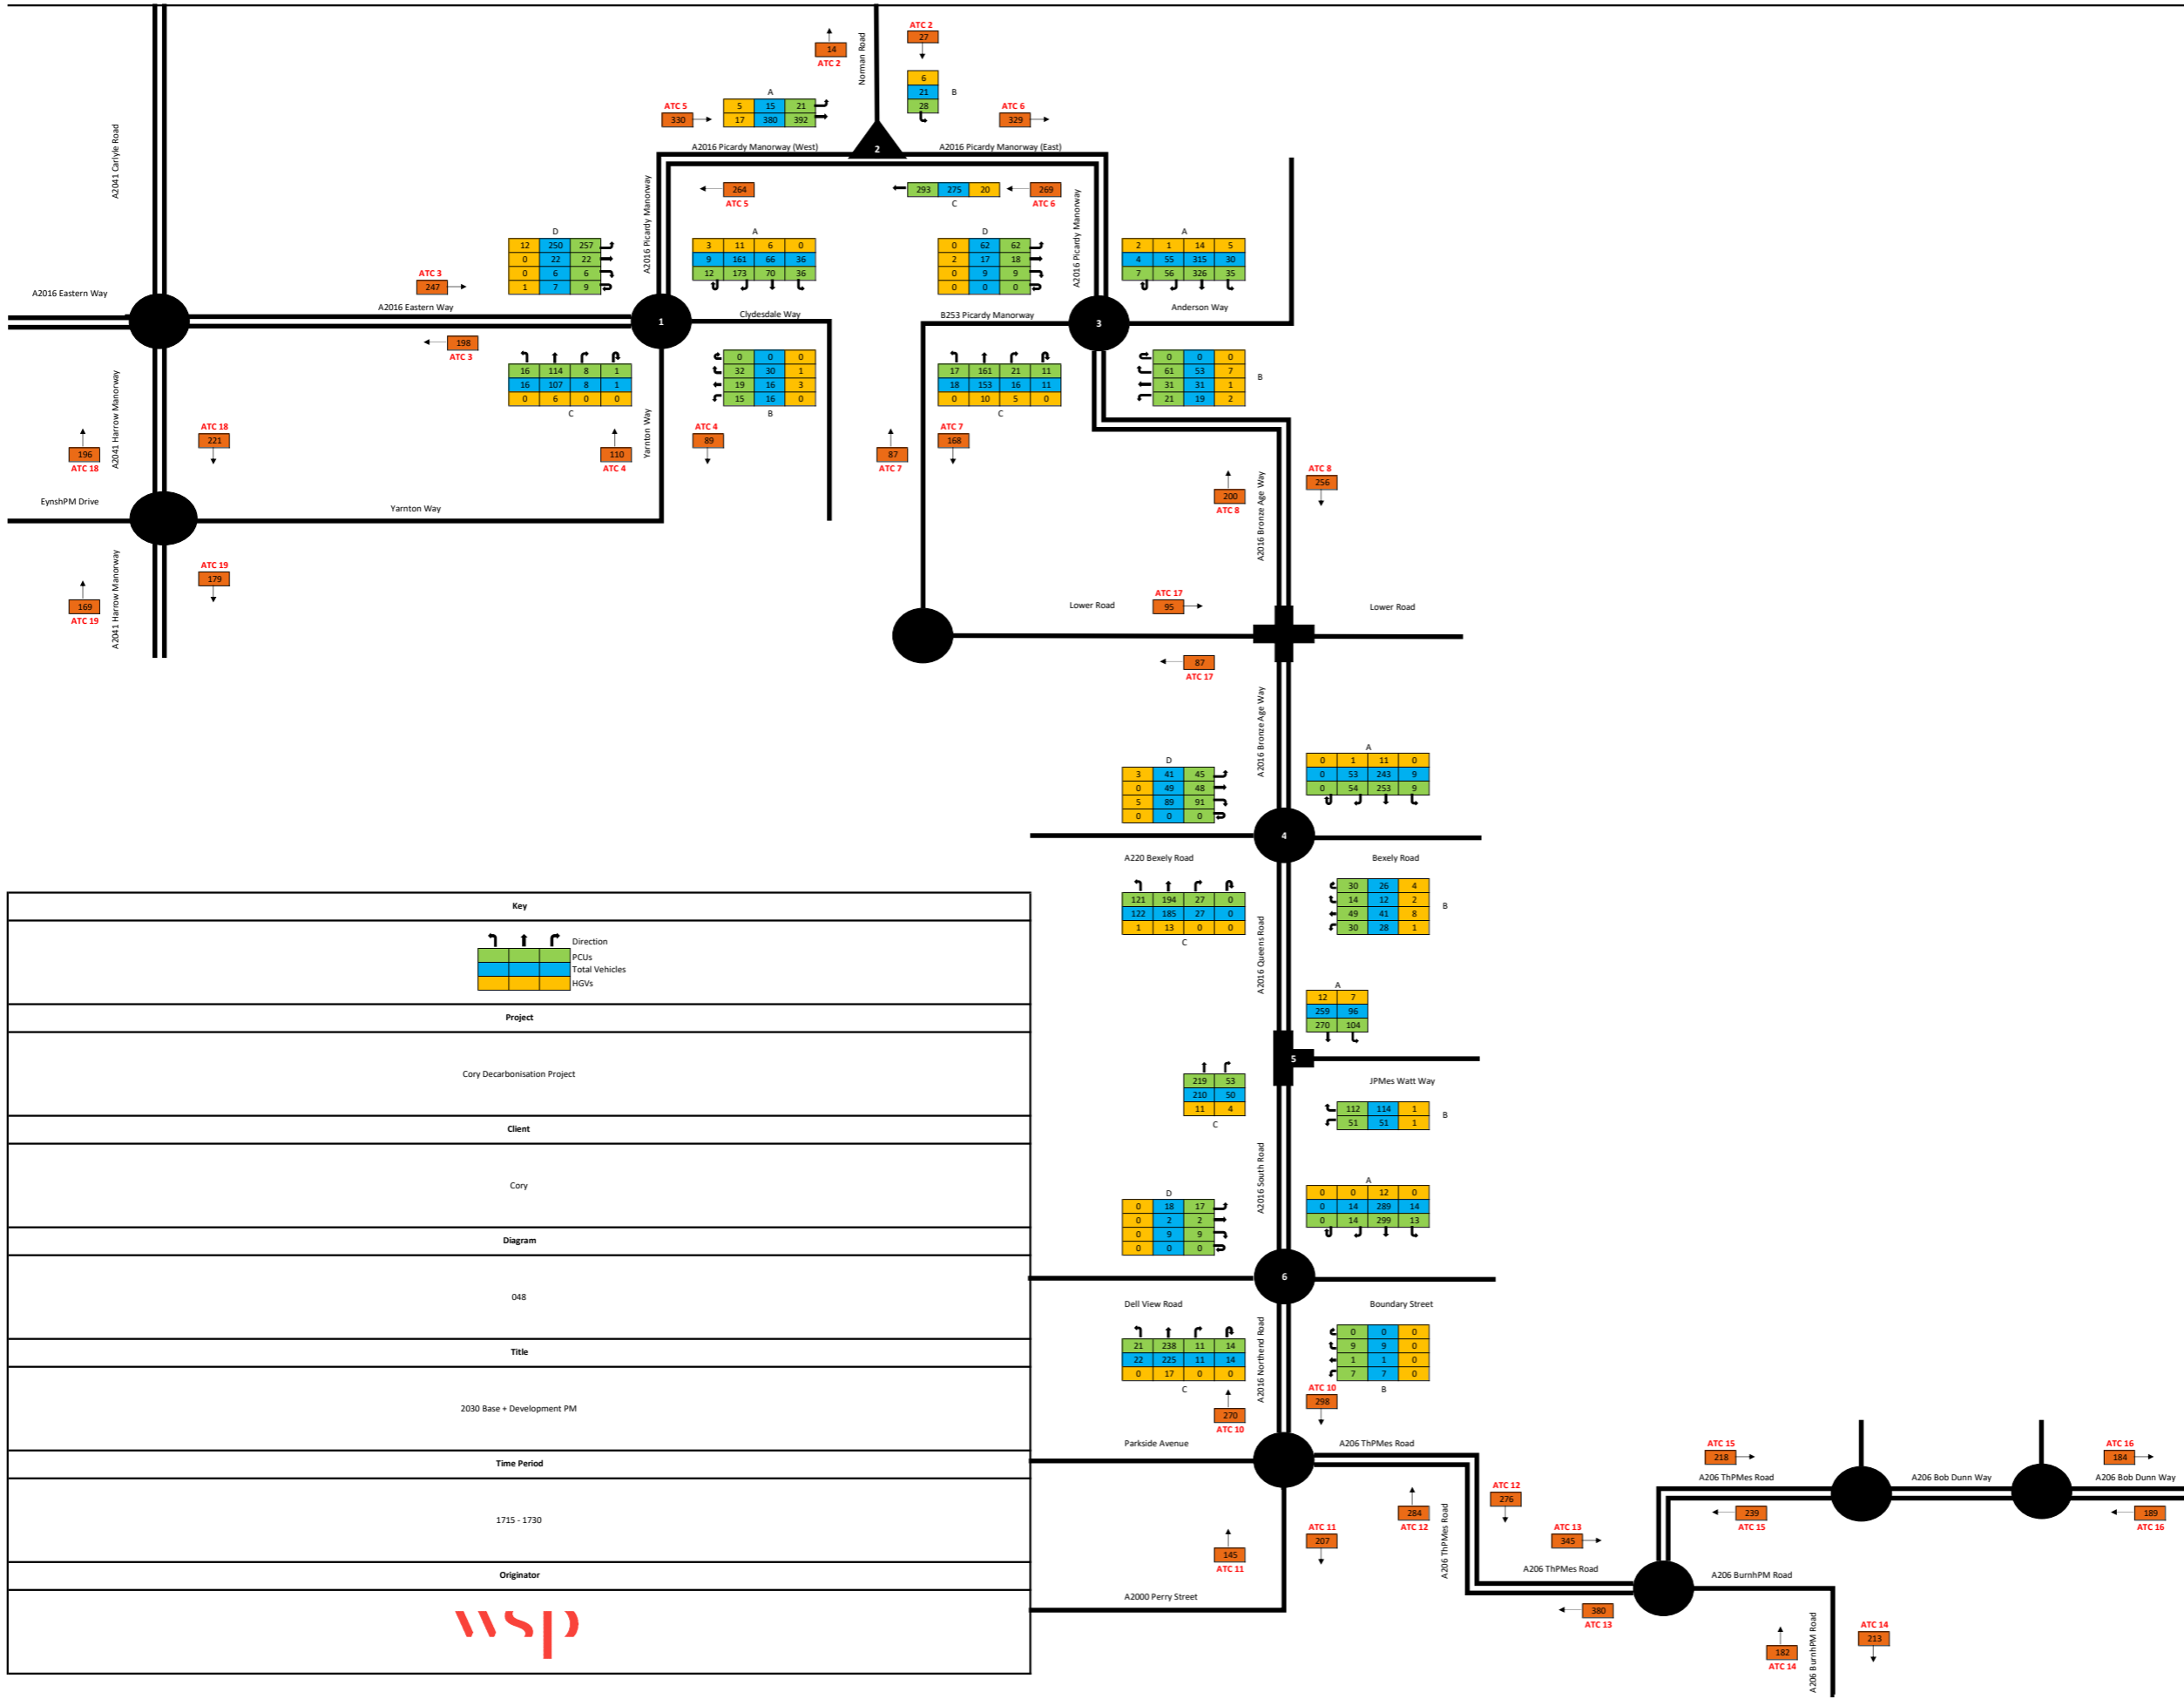 ATC 2
27
14
ATC 2
Norman Road
6
21
28
B
A
5 15 21
17 380 392
ATC 5
330
ATC 6
329
A2016 Picardy Manorway (West)
2
A2016 Picardy Manorway (East)
264
ATC 5
293 275 20
C
269
ATC 6
A2041 Carlyle Road
A2016 Picardy Manorway
A2016 Picardy Manorway
D
12 250 257
0 22 22
0 6 6
1 7 9
A
3 11 6 0
9 161 66 36
12 173 70 36
D
0 62 62
2 17 18
0 9 9
0 0 0
A
2 1 14 5
4 55 315 30
7 56 326 35
ATC 3
247
A2016 Eastern Way
A2016 Eastern Way
1
Clydesdale Way
B253 Picardy Manorway
3
Anderson Way
198
ATC 3
16 114 8 1
16 107 8 1
0 6 0 0
C
0 0 0
32 30 1
19 16 3
15 16 0
B
17 161 21 11
18 153 16 11
0 10 5 0
C
0 0 0
61 53 7
31 31 1
21 19 2
B
A2041 Harrow Manorway
196
ATC 18
ATC 18
221
110
ATC 4
Yarnton Way
ATC 4
89
87
ATC 7
ATC 7
168
200
ATC 8
A2016 Bronze Age Way
ATC 8
256
EynshPM Drive
Yarnton Way
A2041 Harrow Manorway
169
ATC 19
ATC 19
179
Lower Road
ATC 17
95
Lower Road
87
ATC 17
A2016 Bronze Age Way
D
3 41 45
0 49 48
5 89 91
0 0 0
A
0 1 11 0
0 53 243 9
0 54 253 9
4
A220 Bexely Road
Bexely Road
121 194 27 0
122 185 27 0
1 13 0 0
C
A2016 Queens Road
30 26 4
14 12 2
49 41 8
30 28 1
B
A
12 7
259 96
270 104
5
JPMes Watt Way
219 53
210 50
11 4
C
112 114 1
51 51 1
B
A2016 South Road
D
0 18 17
0 2 2
0 9 9
0 0 0
A
0 0 12 0
0 14 289 14
0 14 299 13
6
Dell View Road
Boundary Street
21 238 11 14
22 225 11 14
0 17 0 0
C
A2016 Northend Road
0 0 0
9 9 0
1 1 0
7 7 0
B
270
ATC 10
ATC 10
298
Parkside Avenue
A206 ThPMes Road
145
ATC 11
ATC 11
207
A2000 Perry Street
284
ATC 12
A206 ThPMes Road
ATC 12
276
ATC 13
345
A206 ThPMes Road
380
ATC 13
ATC 15
218
A206 ThPMes Road
239
ATC 15
A206 Bob Dunn Way
ATC 16
184
A206 Bob Dunn Way
189
ATC 16
A206 BurnhPM Road
182
ATC 14
A206 BurnhPM Road
ATC 14
213
Key
Direction
PCUs
Total Vehicles
HGVs
Project
Cory Decarbonisation Project
Client
Cory
Diagram
048
Title
2030 Base + Development PM
Time Period
1715 - 1730
Originator
wsp